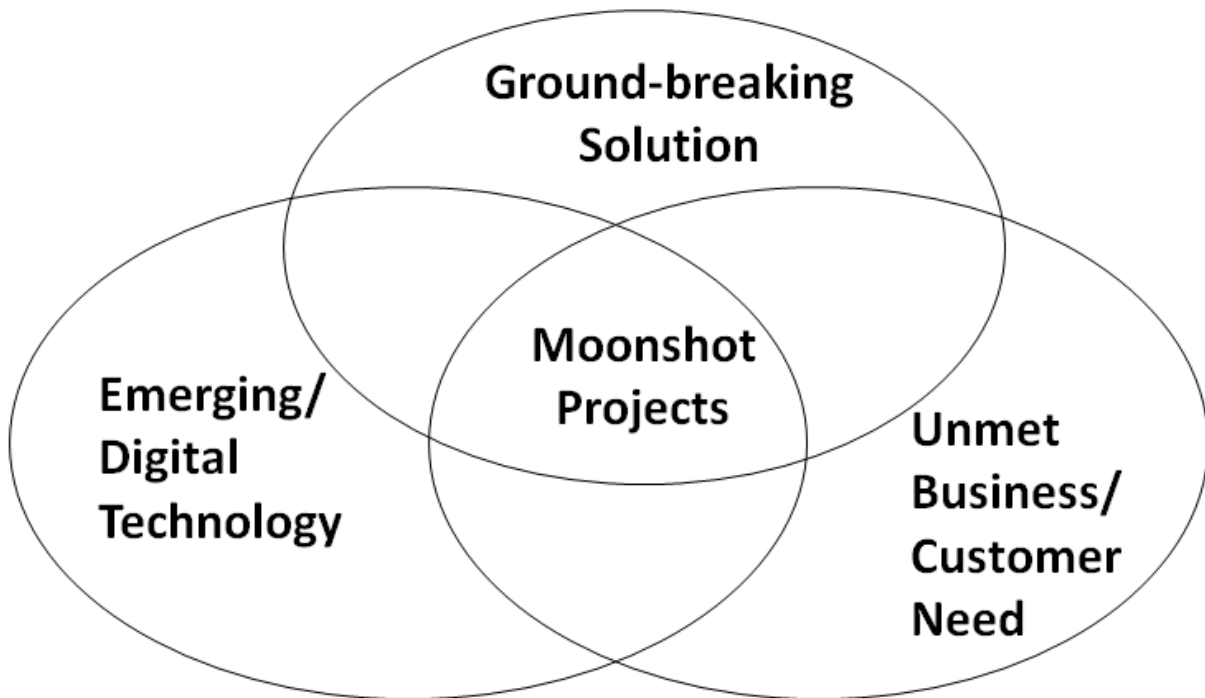 Ground-breaking
Solution
Moonshot
Projects
Emerging/
Digital
Technology
Unmet
Business/
Customer
Need